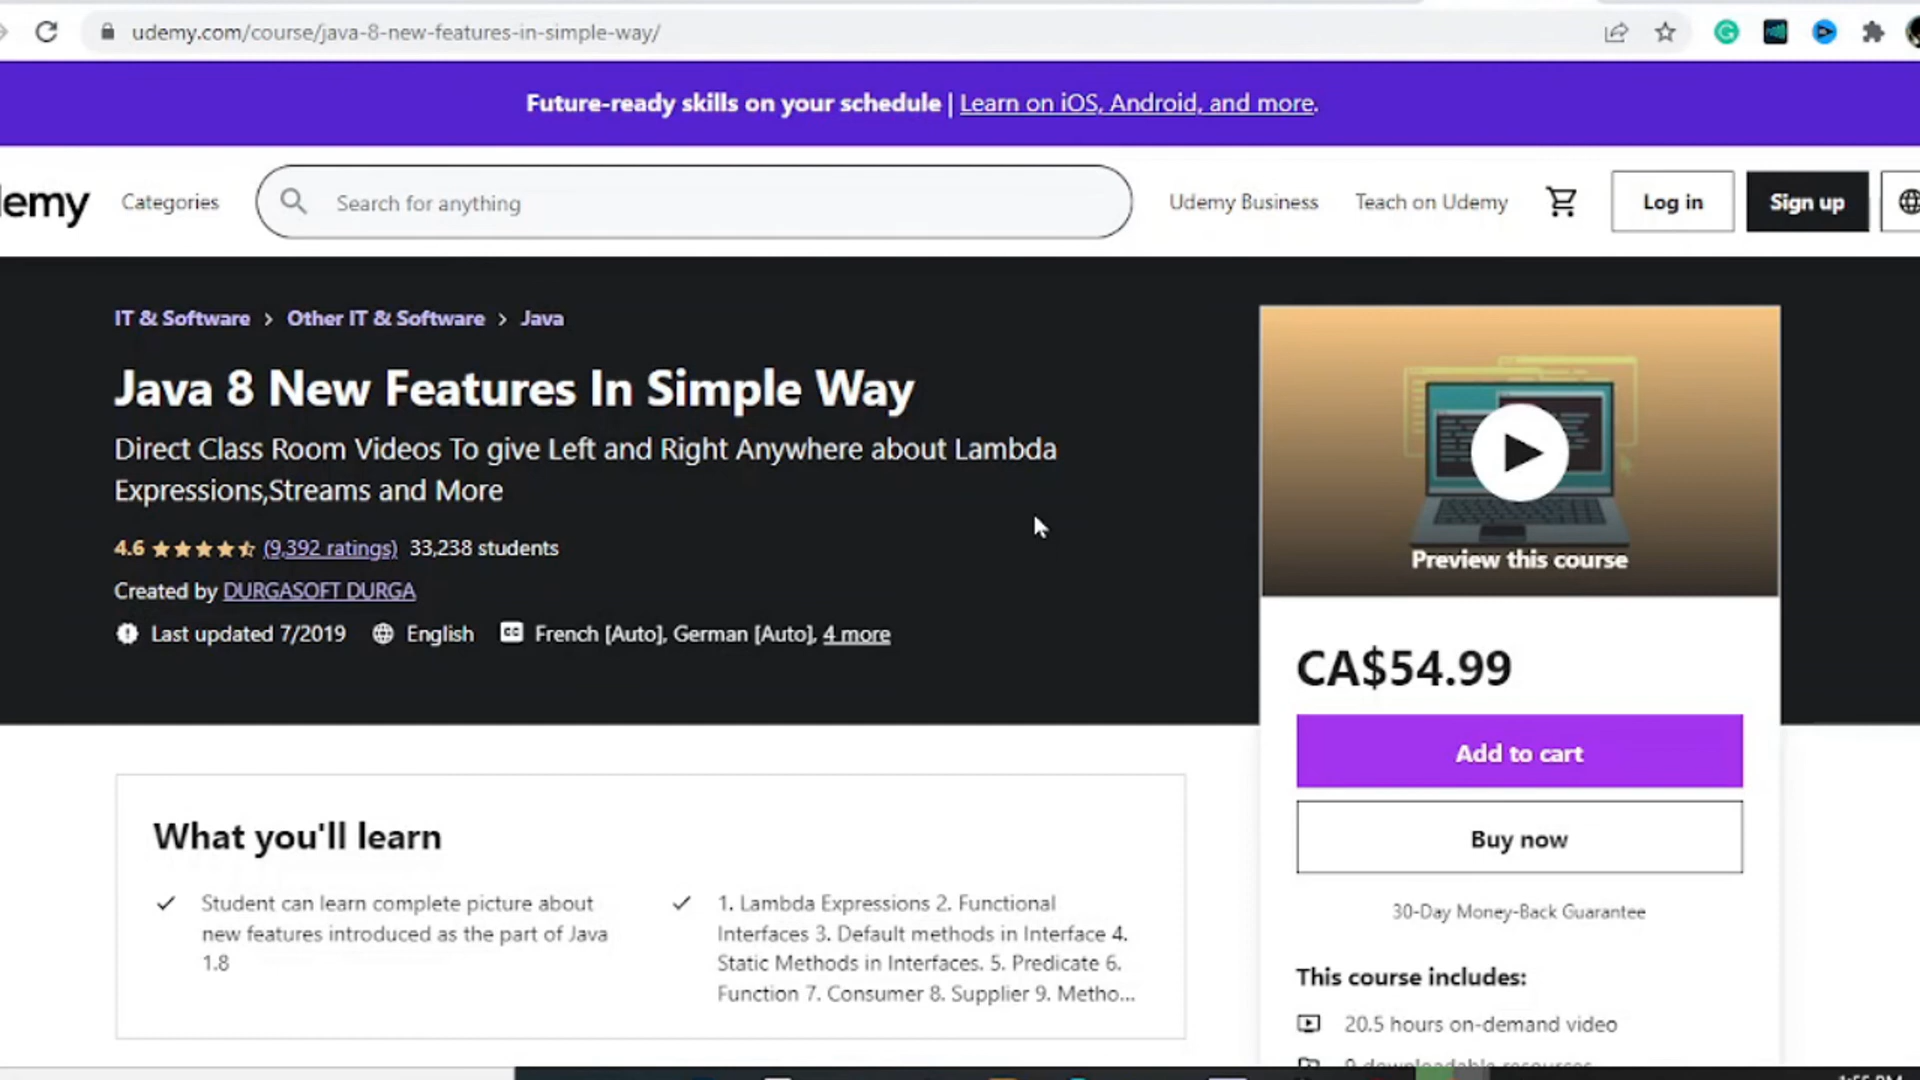 udemy.com/course/java-8-new-features-in-simple-way/
Future-ready skills on your schedule | Learn on iOS, Android, and more.
demy
Categories
Search for anything
Udemy Business
Teach on Udemy
Log in
Sign up
IT & Software > Other IT & Software > Java
Java 8 New Features In Simple Way
Direct Class Room Videos To give Left and Right Anywhere about Lambda
Expressions,Streams and More
4.6 (9,392 ratings) 33,238 students
Created by DURGASOFT DURGA
Last updated 7/2019 English CC French [Auto], German [Auto], 4 more
Preview this course
CA$54.99
Add to cart
Buy now
30-Day Money-Back Guarantee
This course includes:
20.5 hours on-demand video
9 downloadable resources
What you'll learn
Student can learn complete picture about
new features introduced as the part of Java
1.8
1. Lambda Expressions 2. Functional
Interfaces 3. Default methods in Interface 4.
Static Methods in Interfaces. 5. Predicate 6.
Function 7. Consumer 8. Supplier 9. Metho...